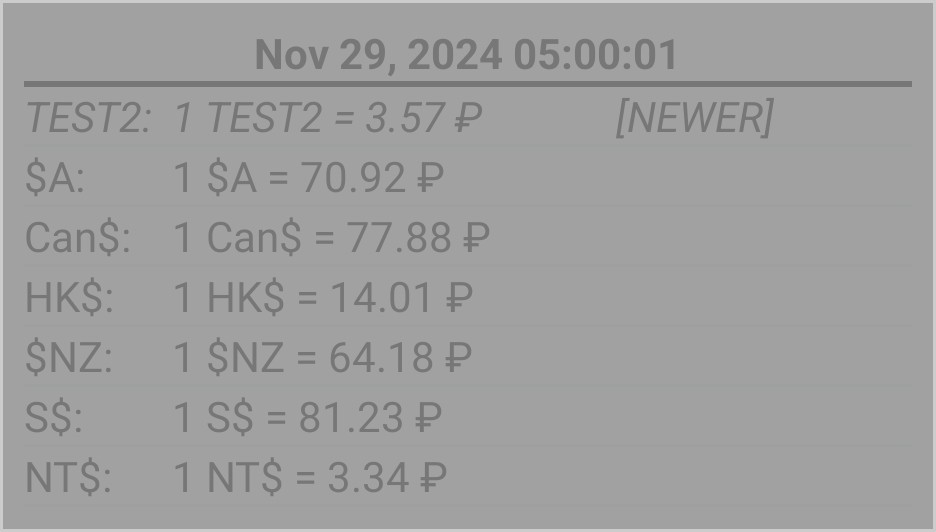 Nov 29, 2024 05:00:01
TEST2: 1 TEST2 = 3.57 ₽ [NEWER]
$A: 1 $A = 70.92 ₽
Can$: 1 Can$ = 77.88 ₽
HK$: 1 HK$ = 14.01 ₽
$NZ: 1 $NZ = 64.18 ₽
S$: 1 S$ = 81.23 ₽
NT$: 1 NT$ = 3.34 ₽